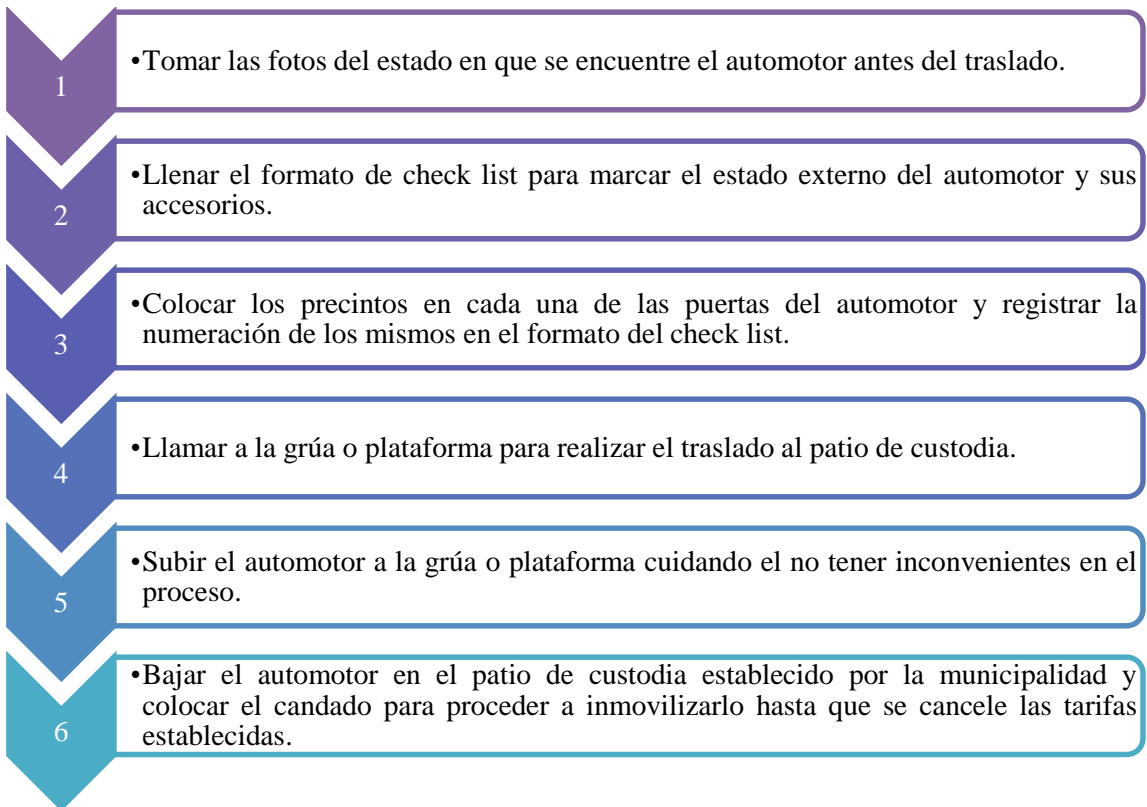 1
•Tomar las fotos del estado en que se encuentre el automotor antes del traslado.
2
•Llenar el formato de check list para marcar el estado externo del automotor y sus
accesorios.
3
•Colocar los precintos en cada una de las puertas del automotor y registrar la
numeración de los mismos en el formato del check list.
4
•Llamar a la grúa o plataforma para realizar el traslado al patio de custodia.
5
•Subir el automotor a la grúa o plataforma cuidando el no tener inconvenientes en el
proceso.
6
•Bajar el automotor en el patio de custodia establecido por la municipalidad y
colocar el candado para proceder a inmovilizarlo hasta que se cancele las tarifas
establecidas.